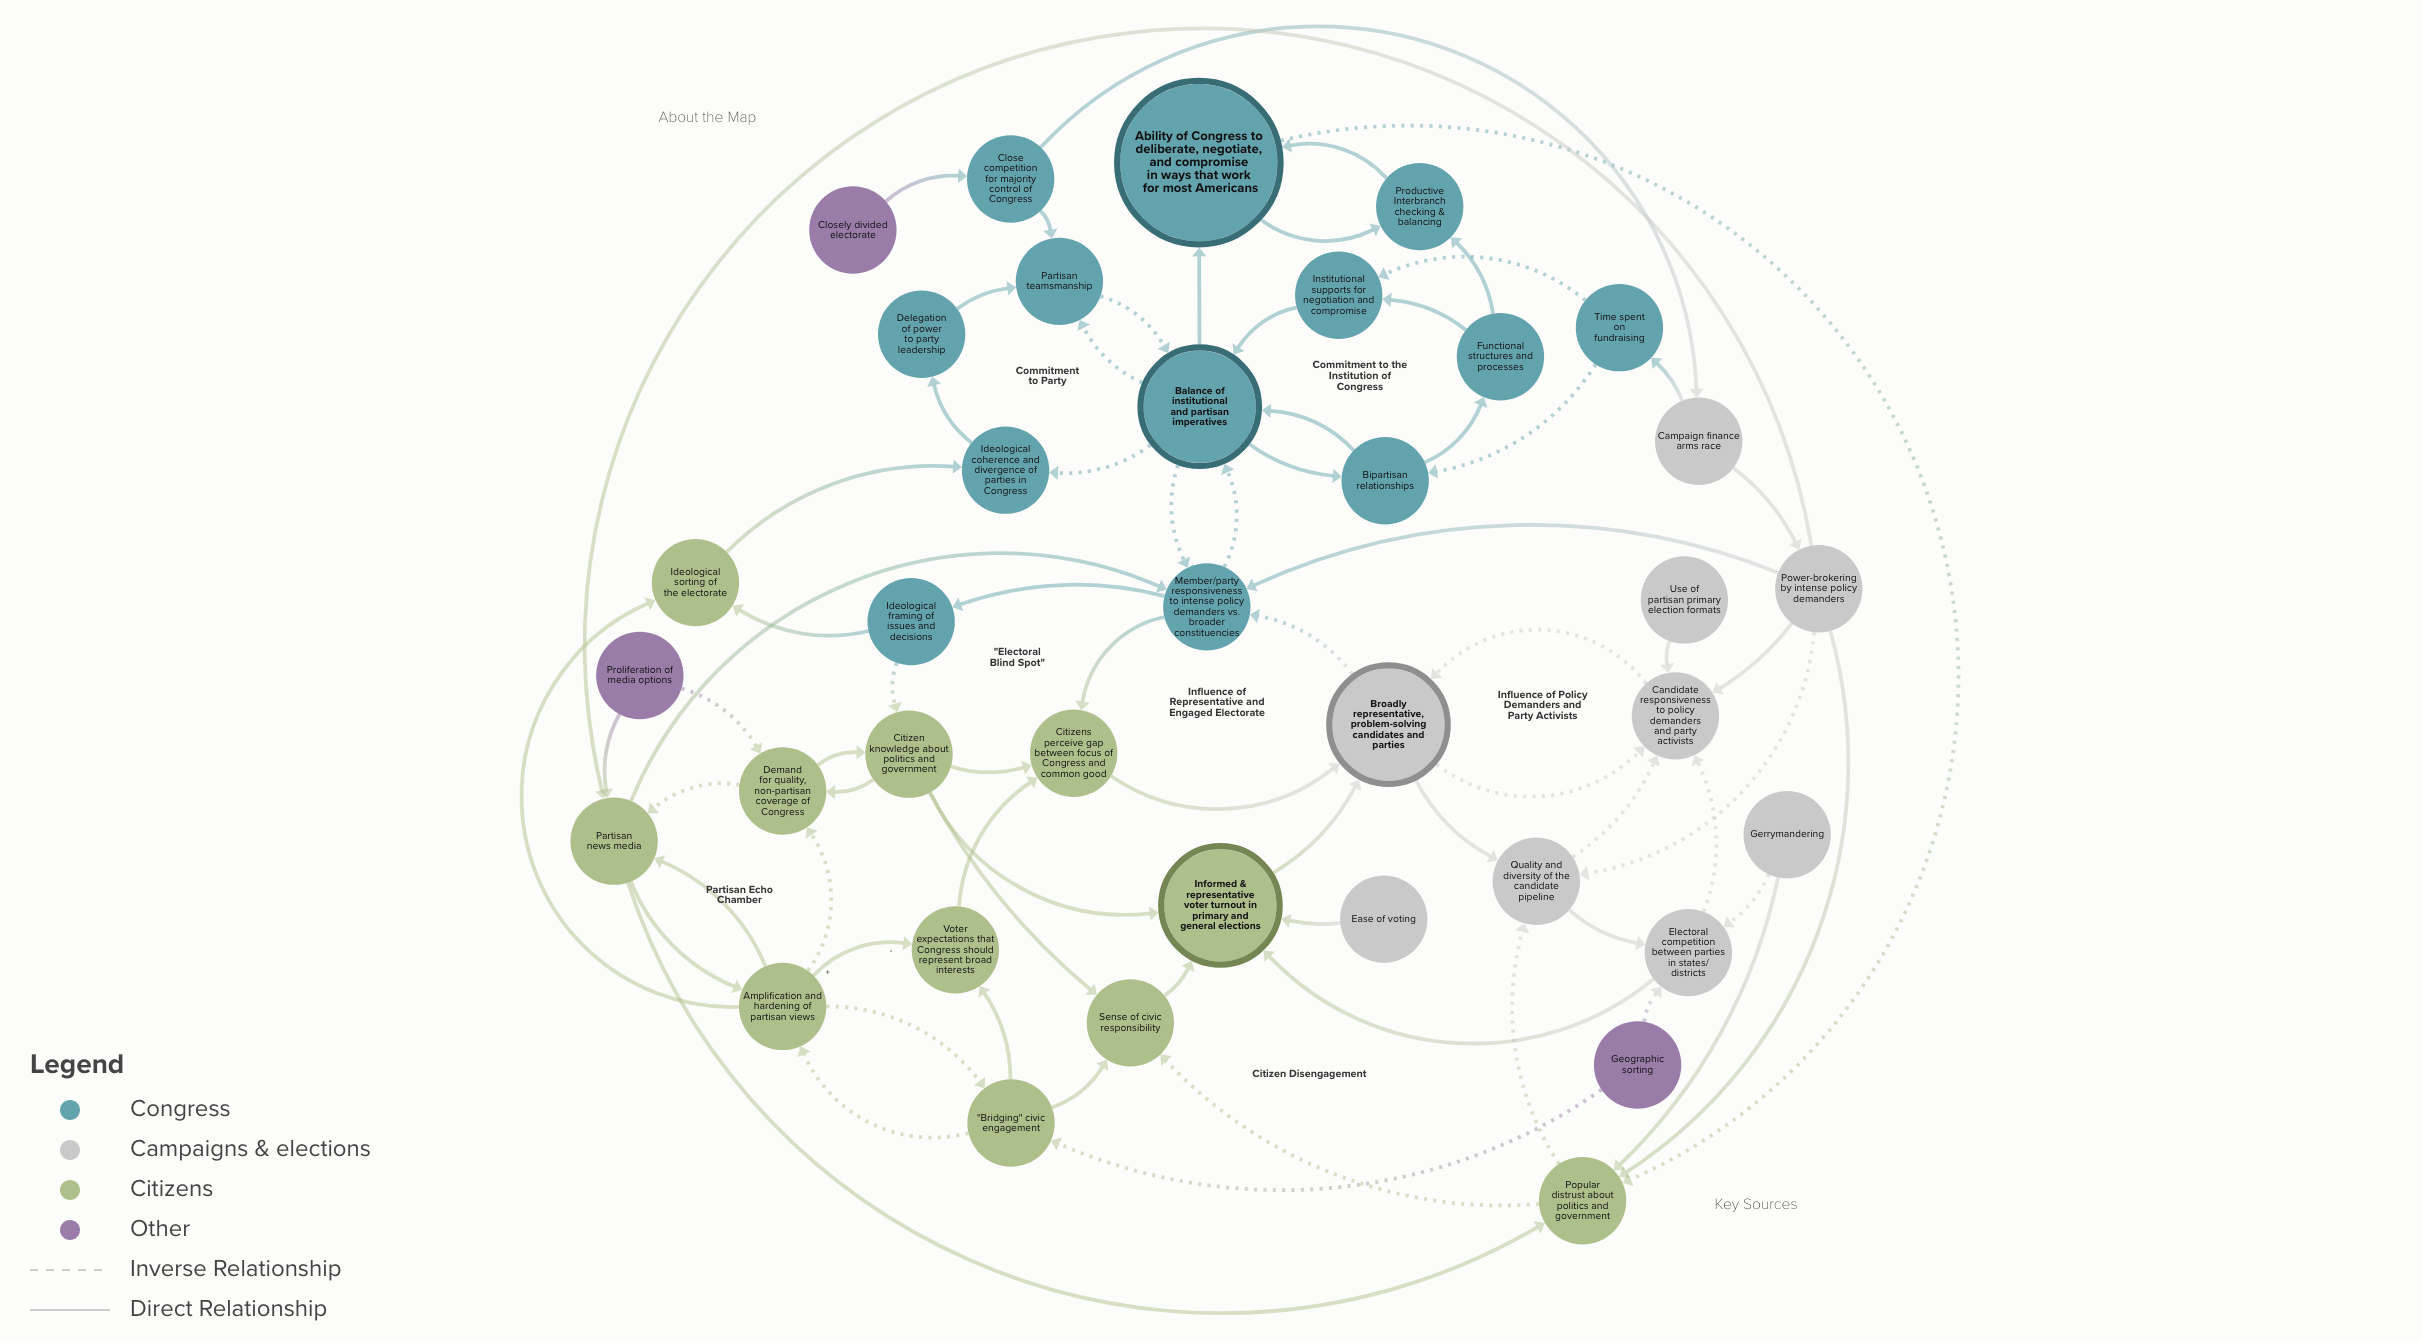 About the Map
Ability of Congress to
deliberate, negotiate,
and compromise
in ways that work
for most Americans
Close
competition
for majority
control of
Congress
Closely divided
electorate
Productive
Interbranch
checking &
balancing
Partisan
teamsmanship
Institutional
supports for
negotiation and
compromise
Delegation
of power
to party
leadership
Time spent
on
fundraising
Functional
structures and
processes
Commitment
to Party
Commitment to the
Institution of
Congress
Balance of
institutional
and partisan
imperatives
Campaign finance
arms race
Ideological
coherence and
divergence of
parties in
Congress
Bipartisan
relationships
Ideological
sorting of
the electorate
Member/party
responsiveness
to intense policy
demanders vs.
broader
constituencies
Use of
partisan primary
election formats
Power-brokering
by intense policy
demanders
Ideological
framing of
issues and
decisions
"Electoral
Blind Spot"
Proliferation of
media options
Influence of
Representative and
Engaged Electorate
Broadly
representative,
problem-solving
candidates and
parties
Influence of Policy
Demanders and
Party Activists
Candidate
responsiveness
to policy
demanders
and party
activists
Citizen
knowledge about
politics and
government
Citizens
perceive gap
between focus of
Congress and
common good
Demand
for quality,
non-partisan
coverage of
Congress
Partisan
news media
Gerrymandering
Partisan Echo
Chamber
Quality and
diversity of the
candidate
pipeline
Informed &
representative
voter turnout in
primary and
general elections
Ease of voting
Voter
expectations that
Congress should
represent broad
interests
-
+
Electoral
competition
between parties
in states/
districts
Amplification and
hardening of
partisan views
Sense of civic
responsibility
Geographic
sorting
Citizen Disengagement
"Bridging" civic
engagement
Popular
distrust about
politics and
government
Key Sources
Legend
Congress
Campaigns & elections
Citizens
Other
Inverse Relationship
Direct Relationship